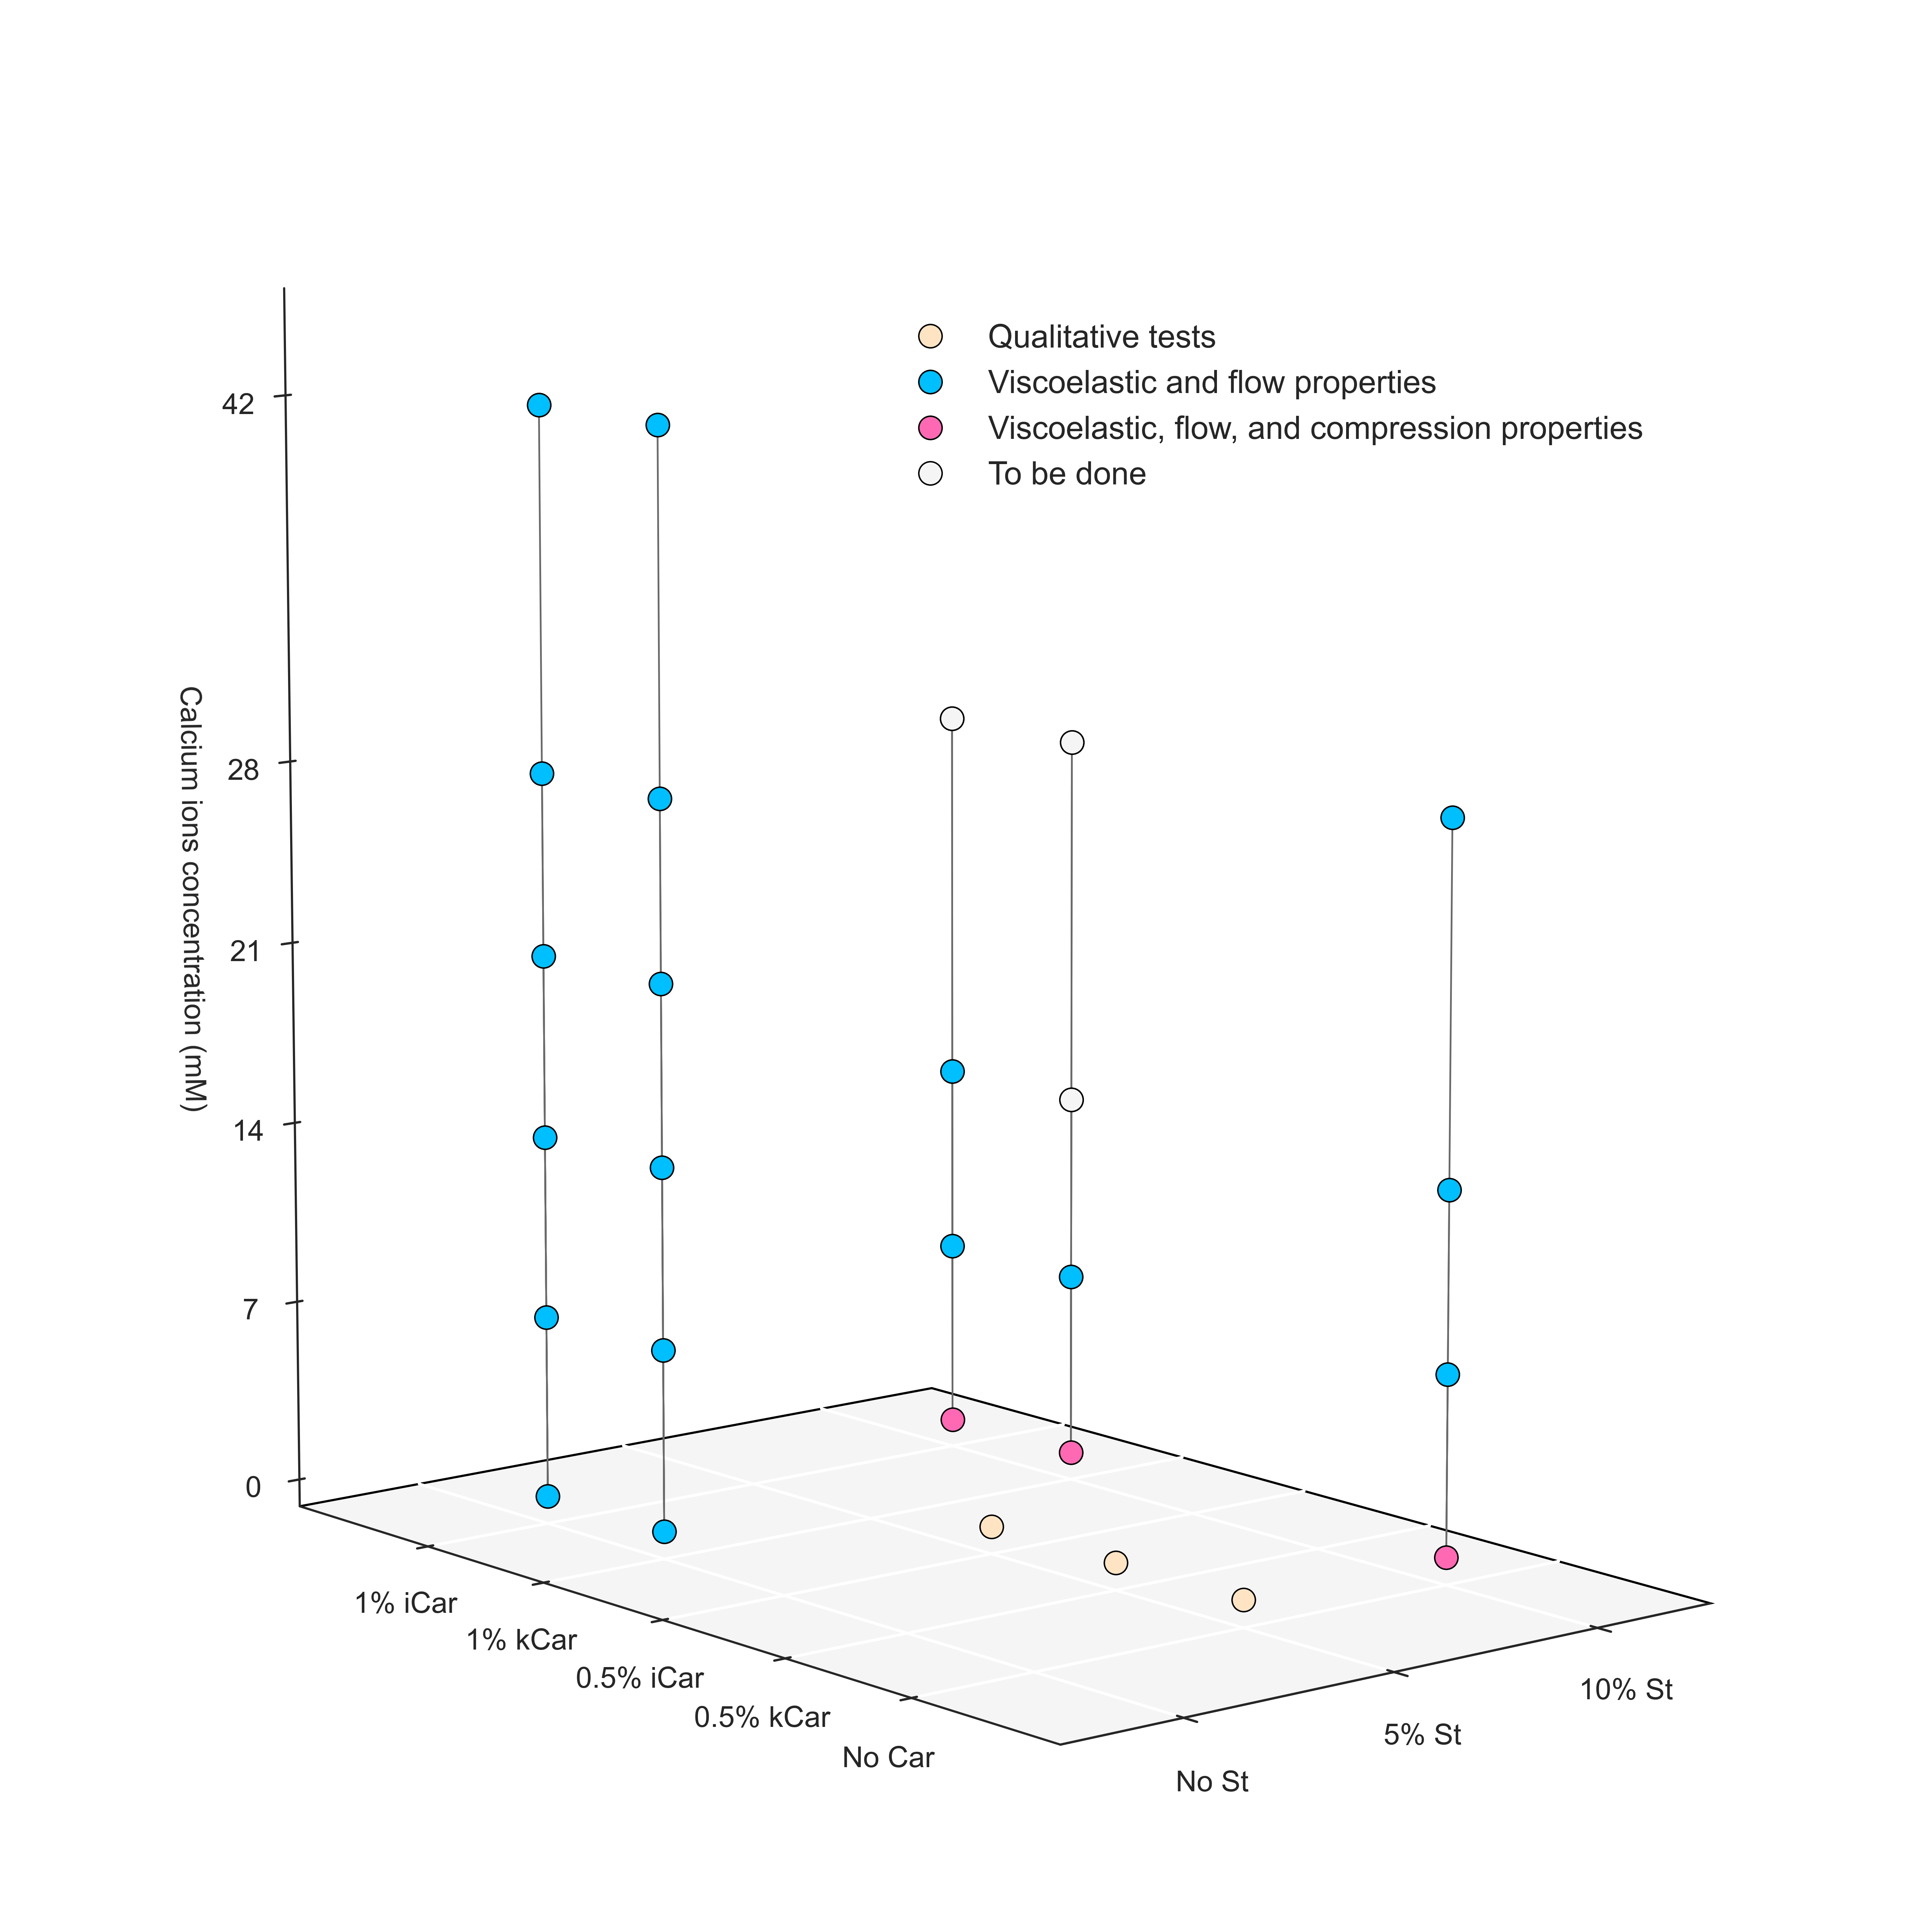 Qualitative tests
Viscoelastic and flow properties
Viscoelastic, flow, and compression properties
To be done
42
28
21
14
7
0
Calcium ions concentration (mM)
1% iCar
1% kCar
0.5% iCar
0.5% kCar
No Car
No St
5% St
10% St